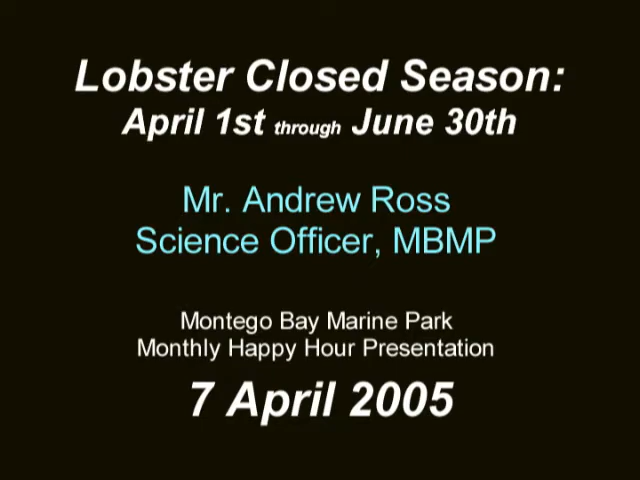 Lobster Closed Season:
April 1st through June 30th
Mr. Andrew Ross
Science Officer, MBMP
Montego Bay Marine Park
Monthly Happy Hour Presentation
7 April 2005